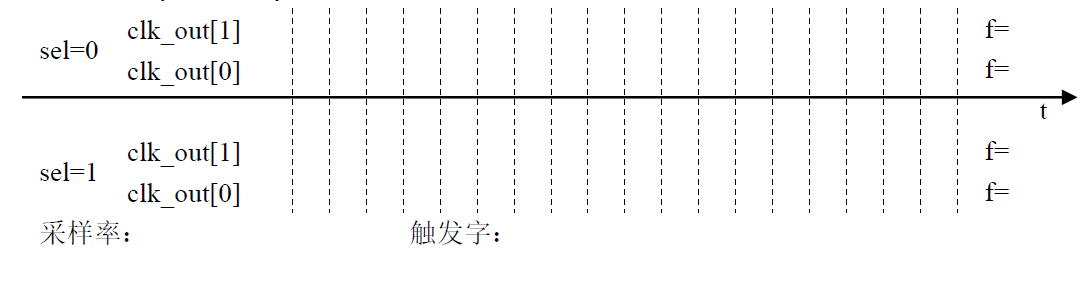 clk_out[1] f=
sel=0
clk_out[0] f=
t
clk_out[1] f=
sel=1
clk_out[0] f=
采样率： 触发字：